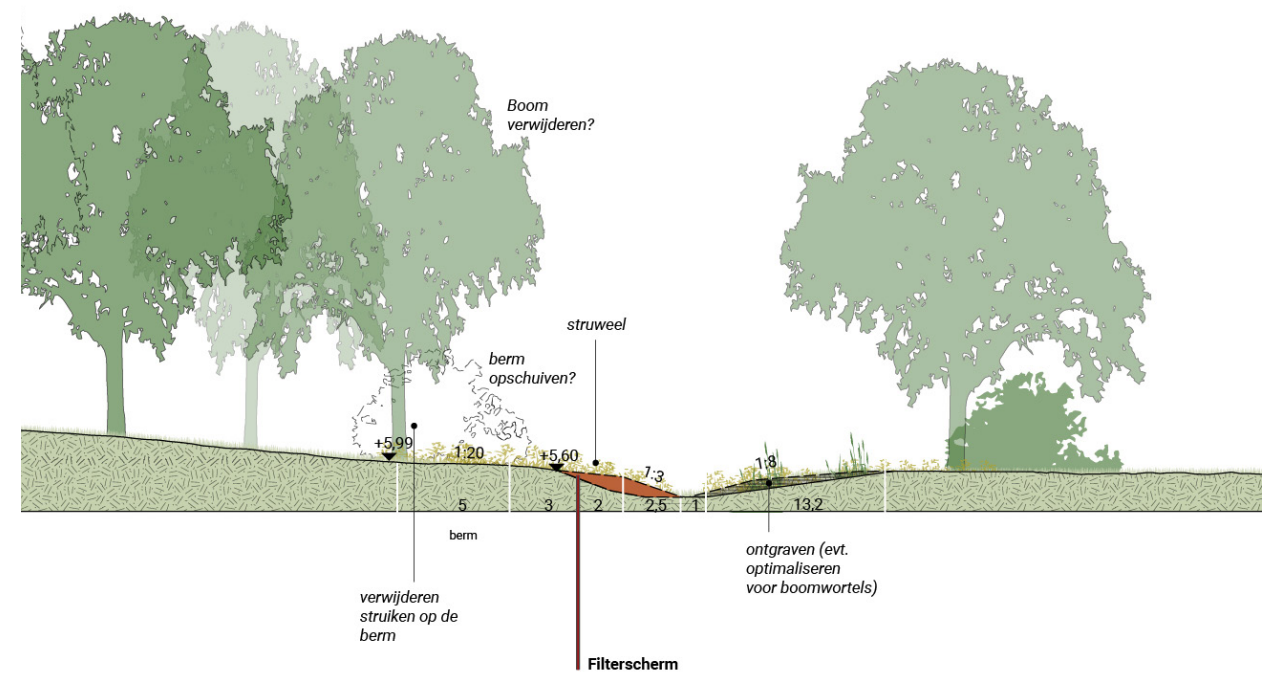 Boom
verwijderen?
struweel
berm
opschuiven?
+5,99
1:20
+5,60
1:3
1:8
5
3
2
2,5
1
13,2
berm
ontgraven (evt.
optimaliseren
voor boomwortels)
verwijderen
struiken op de
berm
Filterscherm